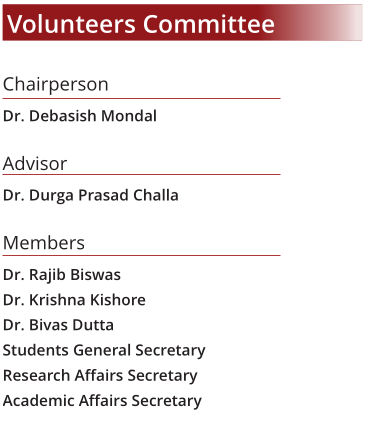 Volunteers Committee
Chairperson
Dr. Debasish Mondal
Advisor
Dr. Durga Prasad Challa
Members
Dr. Rajib Biswas
Dr. Krishna Kishore
Dr. Bivas Dutta
Students General Secretary
Research Affairs Secretary
Academic Affairs Secretary